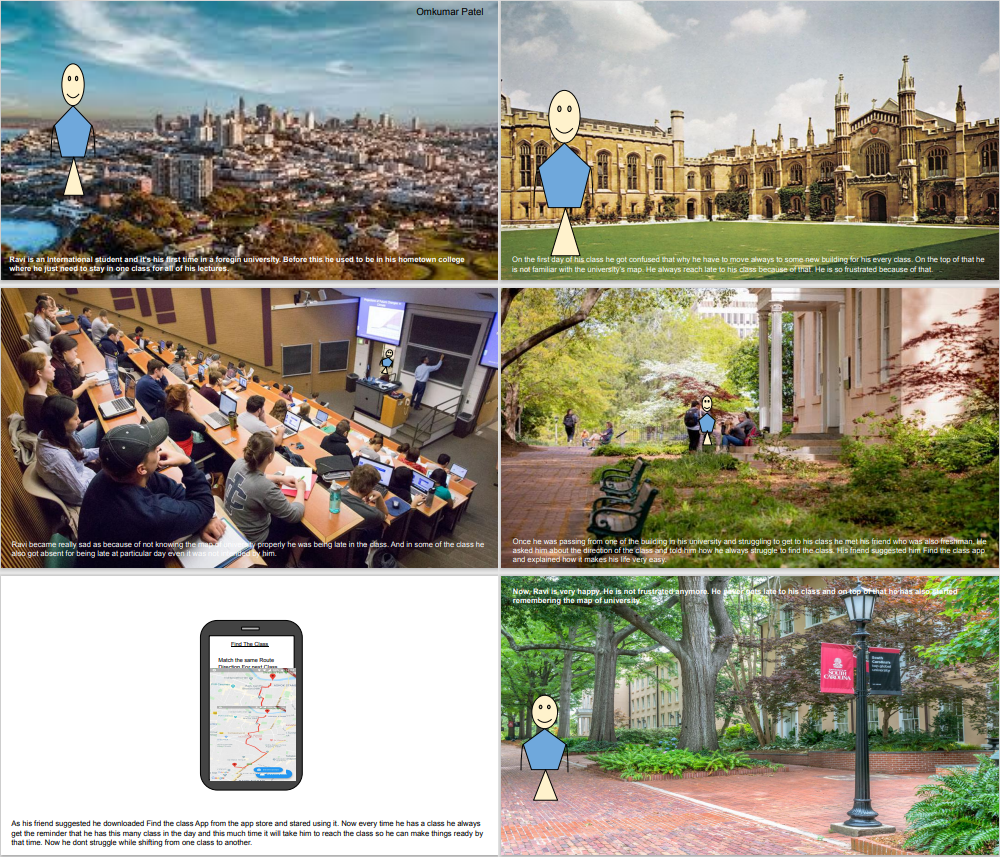 Omkumar Patel
Ravi is an International student and it's his first time in a foregin university. Before this he used to be in his hometown college
where he just need to stay in one class for all of his lectures.
On the first day of his class he got confused that why he have to move always to some new building for his every class. On the top of that he
is not familiar with the university's map. He always reach late to his class because of that. He is so frustrated because of that.
Ravi became really sad as because of not knowing the map of university properly he was being late in the class. And in some of the class he
also got absent for being late at particular day even it was not intended by him.
Once he was passing from one of the building in his university and struggling to get to his class he met his friend who was also freshman. He
asked him about the direction of the class and told him how he always struggle to find the class. His friend suggested him Find the class app
and explained how it makes his life very easy.
Find The Class
Match the same Route
Direction For next Class
As his friend suggested he downloaded Find the class App from the app store and stared using it. Now every time he has a class he always
get the reminder that he has this many class in the day and this much time it will take him to reach the class so he can make things ready by
that time. Now he dont struggle while shifting from one class to another.
Now, Ravi is very happy. He is not frustrated anymore. He never gets late to his class and on top of that he has also started
remembering the map of university.
SOUTH
CAROLINA
South
Carolina's